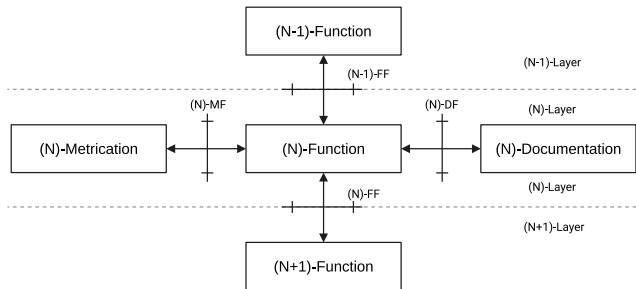 (N-1)-Function
(N-1)-FF
(N-1)-Layer
(N)-MF
(N)-DF
(N)-Layer
(N)-Metrication
(N)-Function
(N)-Documentation
(N)-FF
(N)-Layer
(N+1)-Layer
(N+1)-Function